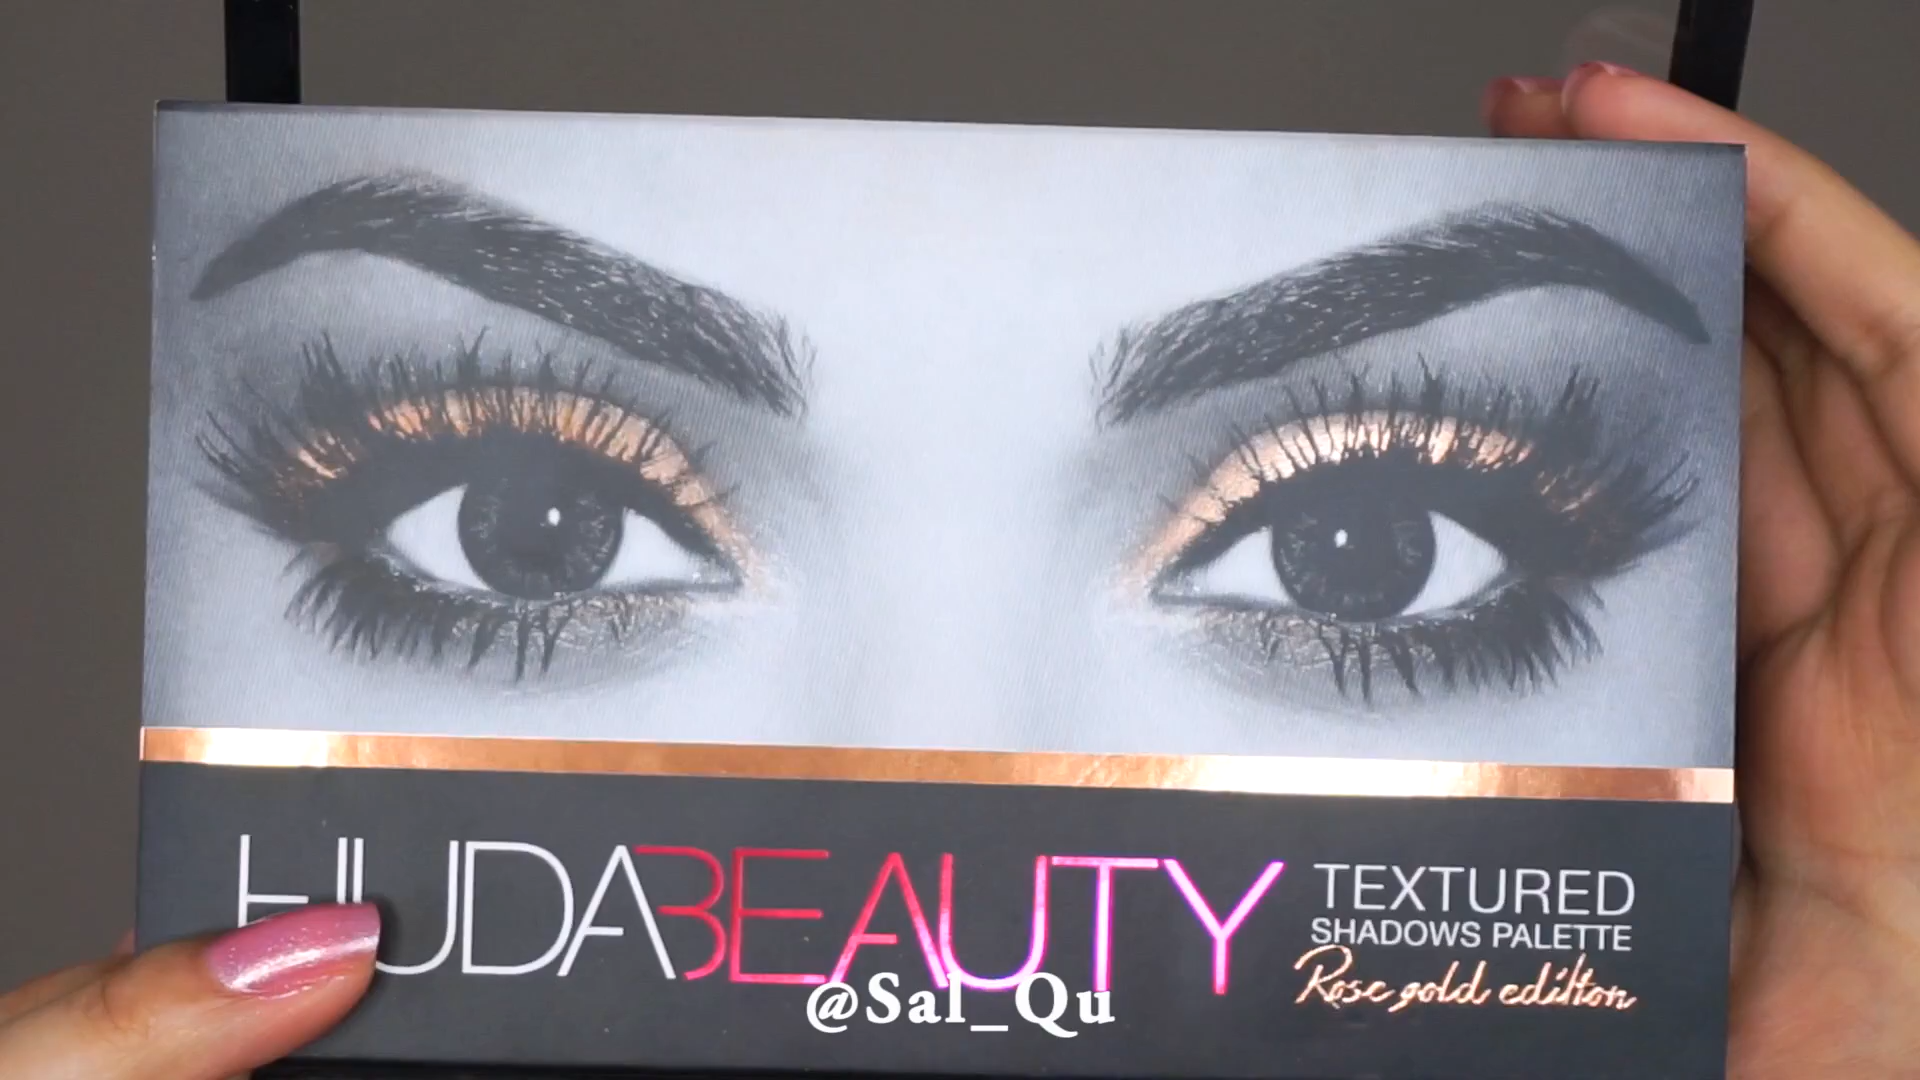 HUDABEAUTY
TEXTURED
SHADOWS PALETTE
Rose gold edition
@Sal_Qu